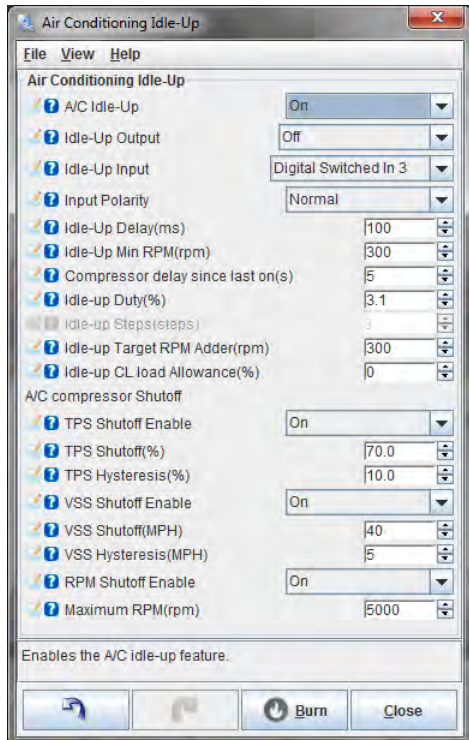 Air Conditioning Idle-Up
File View Help
Air Conditioning Idle-Up
A/C Idle-Up On
Idle-Up Output Off
Idle-Up Input Digital Switched In 3
Input Polarity Normal
Idle-Up Delay(ms) 100
Idle-Up Min RPM(rpm) 300
Compressor delay since last on(s) 5
Idle-up Duty(%) 3.1
Idle-up Steps(steps) 3
Idle-up Target RPM Adder(rpm) 300
Idle-up CL load Allowance(%) 0
A/C compressor Shutoff
TPS Shutoff Enable On
TPS Shutoff(%) 70.0
TPS Hysteresis(%) 10.0
VSS Shutoff Enable On
VSS Shutoff(MPH) 40
VSS Hysteresis(MPH) 5
RPM Shutoff Enable On
Maximum RPM(rpm) 5000
Enables the A/C idle-up feature.
Burn Close